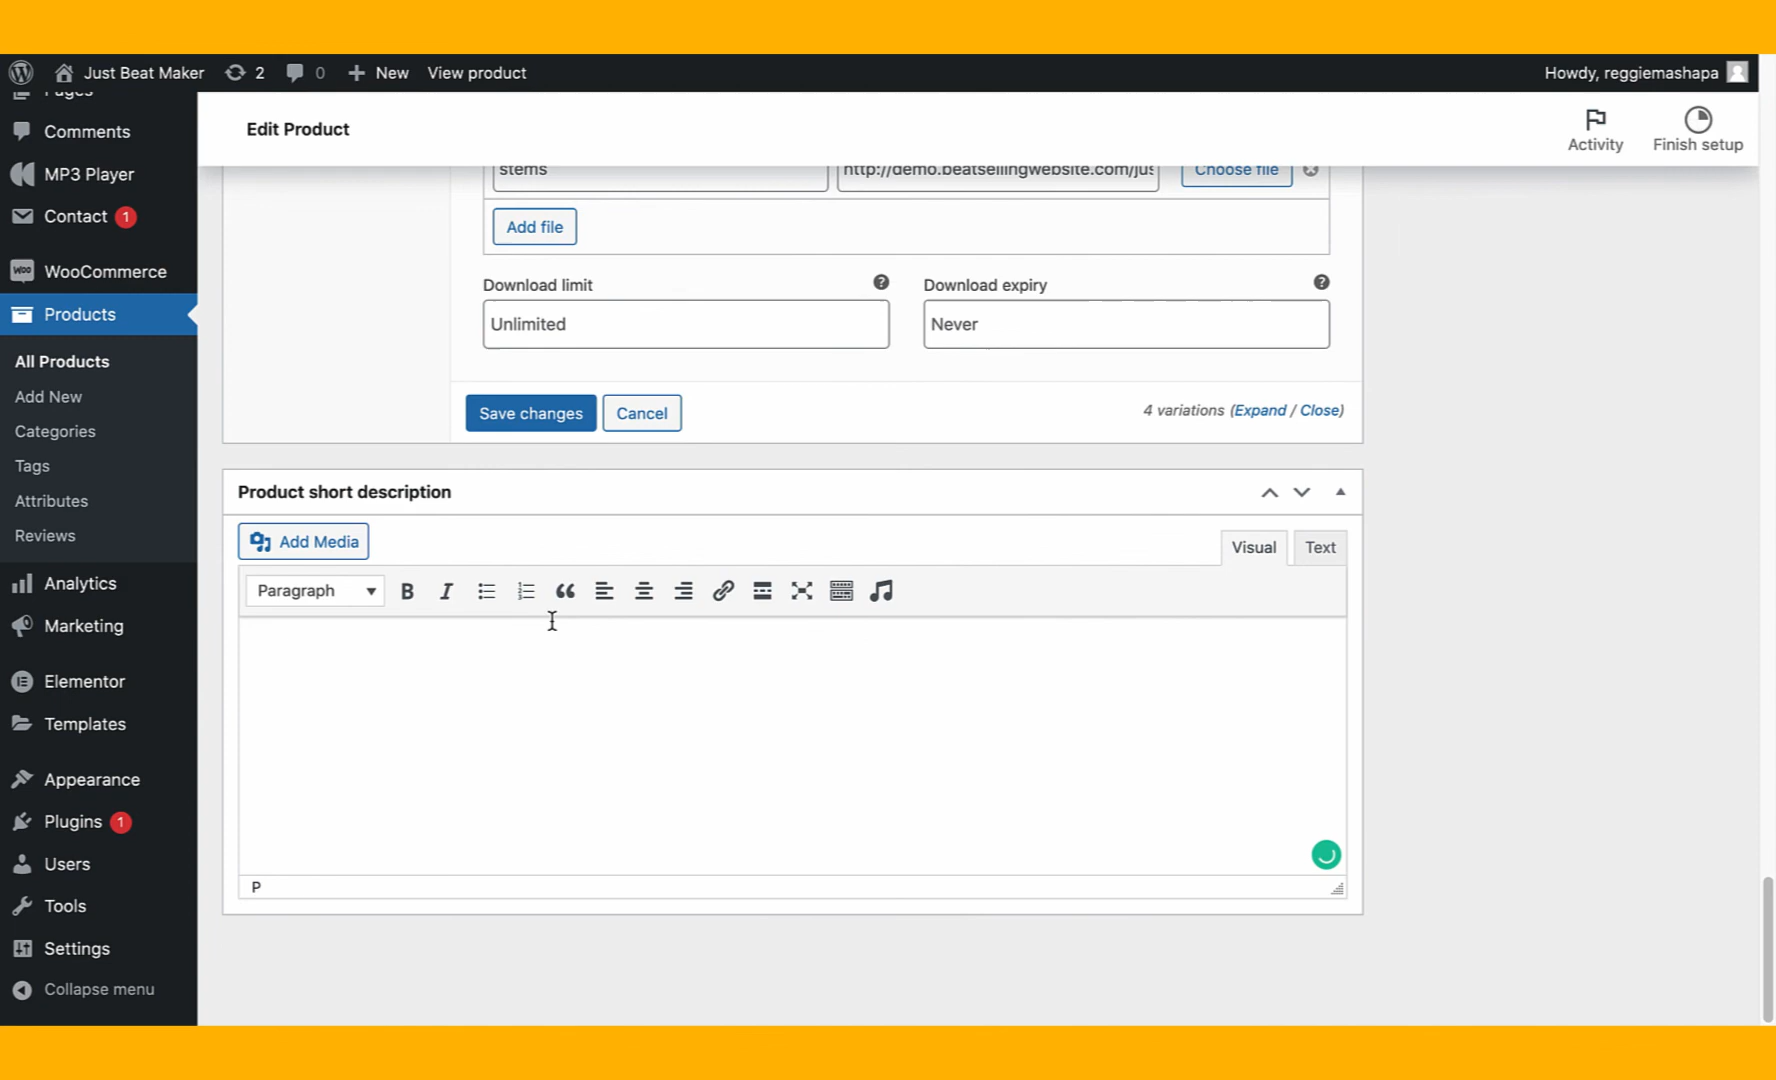 Just Beat Maker 2 0 New View product Howdy, reggiemashapa
Pages
Comments
MP3 Player
Contact 1
WooCommerce
Products
All Products
Add New
Categories
Tags
Attributes
Reviews
Analytics
Marketing
Elementor
Templates
Appearance
Plugins 1
Users
Tools
Settings
Collapse menu
Edit Product
Activity
Finish setup
stems http://demo.beatsellingwebsite.com/jus Choose file
Add file
Download limit Download expiry
Unlimited Never
Save changes Cancel 4 variations (Expand / Close)
Product short description
Add Media Visual Text
Paragraph
P